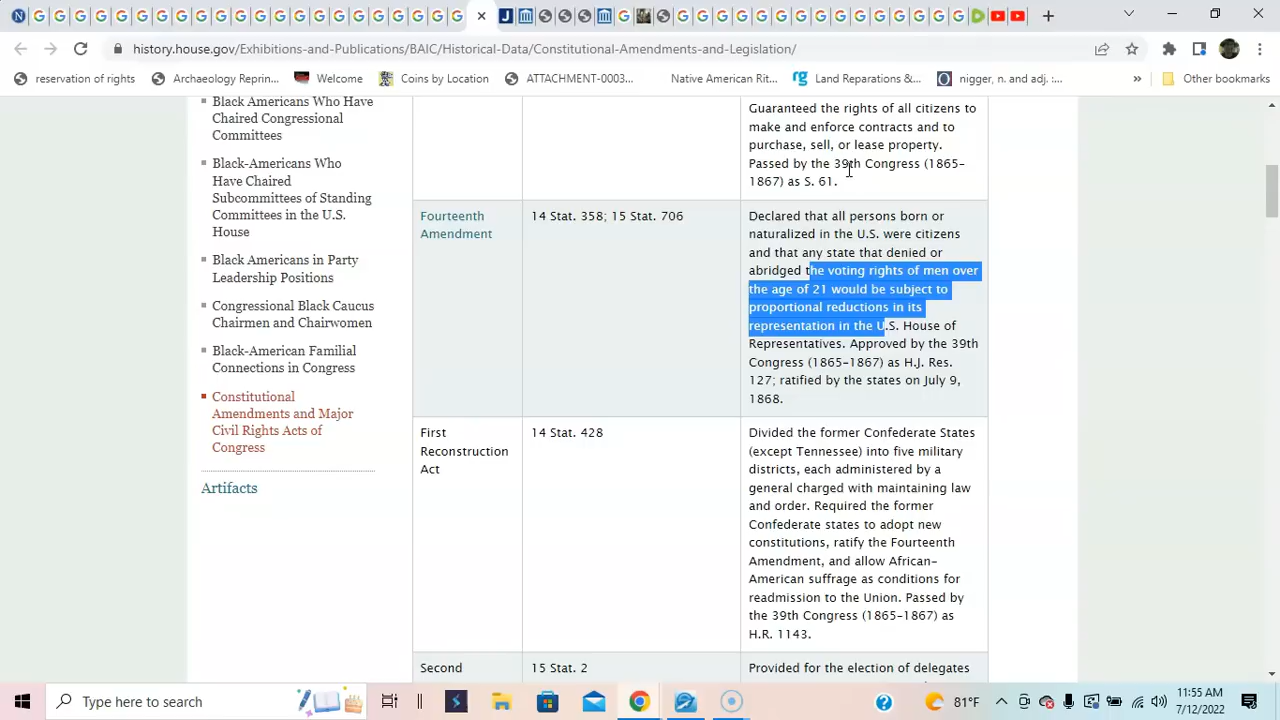 history.house.gov/Exhibitions-and-Publications/BAIC/Historical-Data/Constitutional-Amendments-and-Legislation/
reservation of rights
Archaeology Reprin...
Welcome
Coins by Location
ATTACHMENT-0003...
Native American Rit...
Land Reparations &...
nigger, n. and adj. :...
»
Other bookmarks
Black Americans Who Have
Chaired Congressional
Committees
Black-Americans Who
Have Chaired
Subcommittees of Standing
Committees in the U.S.
House
Black Americans in Party
Leadership Positions
Congressional Black Caucus
Chairmen and Chairwomen
Black-American Familial
Connections in Congress
Constitutional
Amendments and Major
Civil Rights Acts of
Congress
Artifacts
Guaranteed the rights of all citizens to
make and enforce contracts and to
purchase, sell, or lease property.
Passed by the 39th Congress (1865–
1867) as S. 61.
Fourteenth
Amendment
14 Stat. 358; 15 Stat. 706
Declared that all persons born or
naturalized in the U.S. were citizens
and that any state that denied or
abridged the voting rights of men over
the age of 21 would be subject to
proportional reductions in its
representation in the U.S. House of
Representatives. Approved by the 39th
Congress (1865–1867) as H.J. Res.
127; ratified by the states on July 9,
1868.
First
Reconstruction
Act
14 Stat. 428
Divided the former Confederate States
(except Tennessee) into five military
districts, each administered by a
general charged with maintaining law
and order. Required the former
Confederate states to adopt new
constitutions, ratify the Fourteenth
Amendment, and allow African-
American suffrage as conditions for
readmission to the Union. Passed by
the 39th Congress (1865–1867) as
H.R. 1143.
Second
15 Stat. 2
Provided for the election of delegates
Type here to search
81°F
11:55 AM
7/12/2022